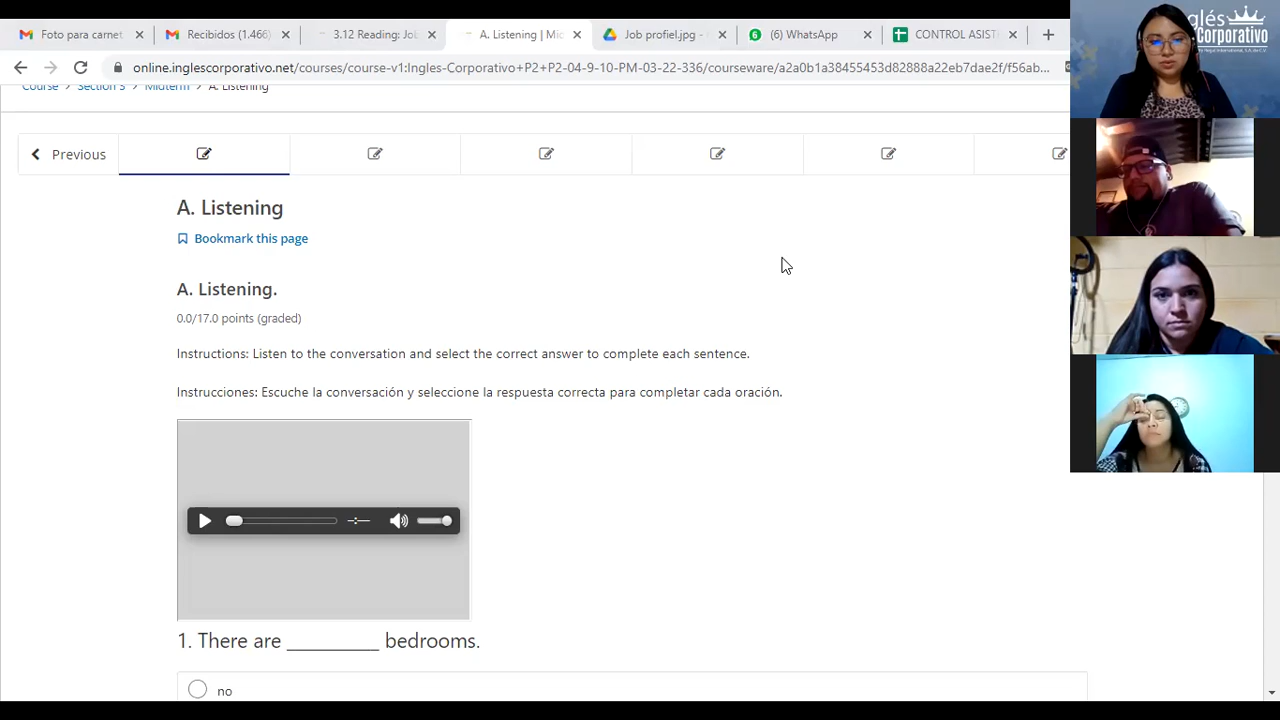 Foto para carnet
Recibidos (1.466)
3.12 Reading: Jo
A. Listening | Mi
Job profiel.jpg -
(6) WhatsApp
CONTROL ASIST
online.inglescorporativo.net/courses/course-v1:Ingles-Corporativo+P2+P2-04-9-10-PM-03-22-336/courseware/a2a0b1a38455453d82888a22eb7dae2f/f56ab...
Course > Section 3 > Midterm > A. Listening
Previous
A. Listening
Bookmark this page
A. Listening.
0.0/17.0 points (graded)
Instructions: Listen to the conversation and select the correct answer to complete each sentence.
Instrucciones: Escuche la conversación y seleccione la respuesta correcta para completar cada oración.
-:-
1. There are __________ bedrooms.
no
glés
Corporativo